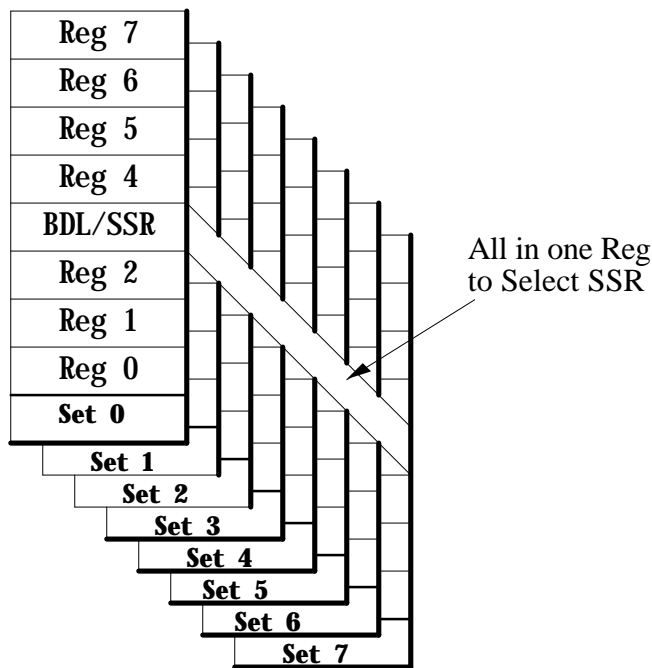 Reg 7
Reg 6
Reg 5
Reg 4
BDL/SSR
Reg 2
Reg 1
Reg 0
Set 0
Set 1
Set 2
Set 3
Set 4
Set 5
Set 6
Set 7
All in one Reg
to Select SSR